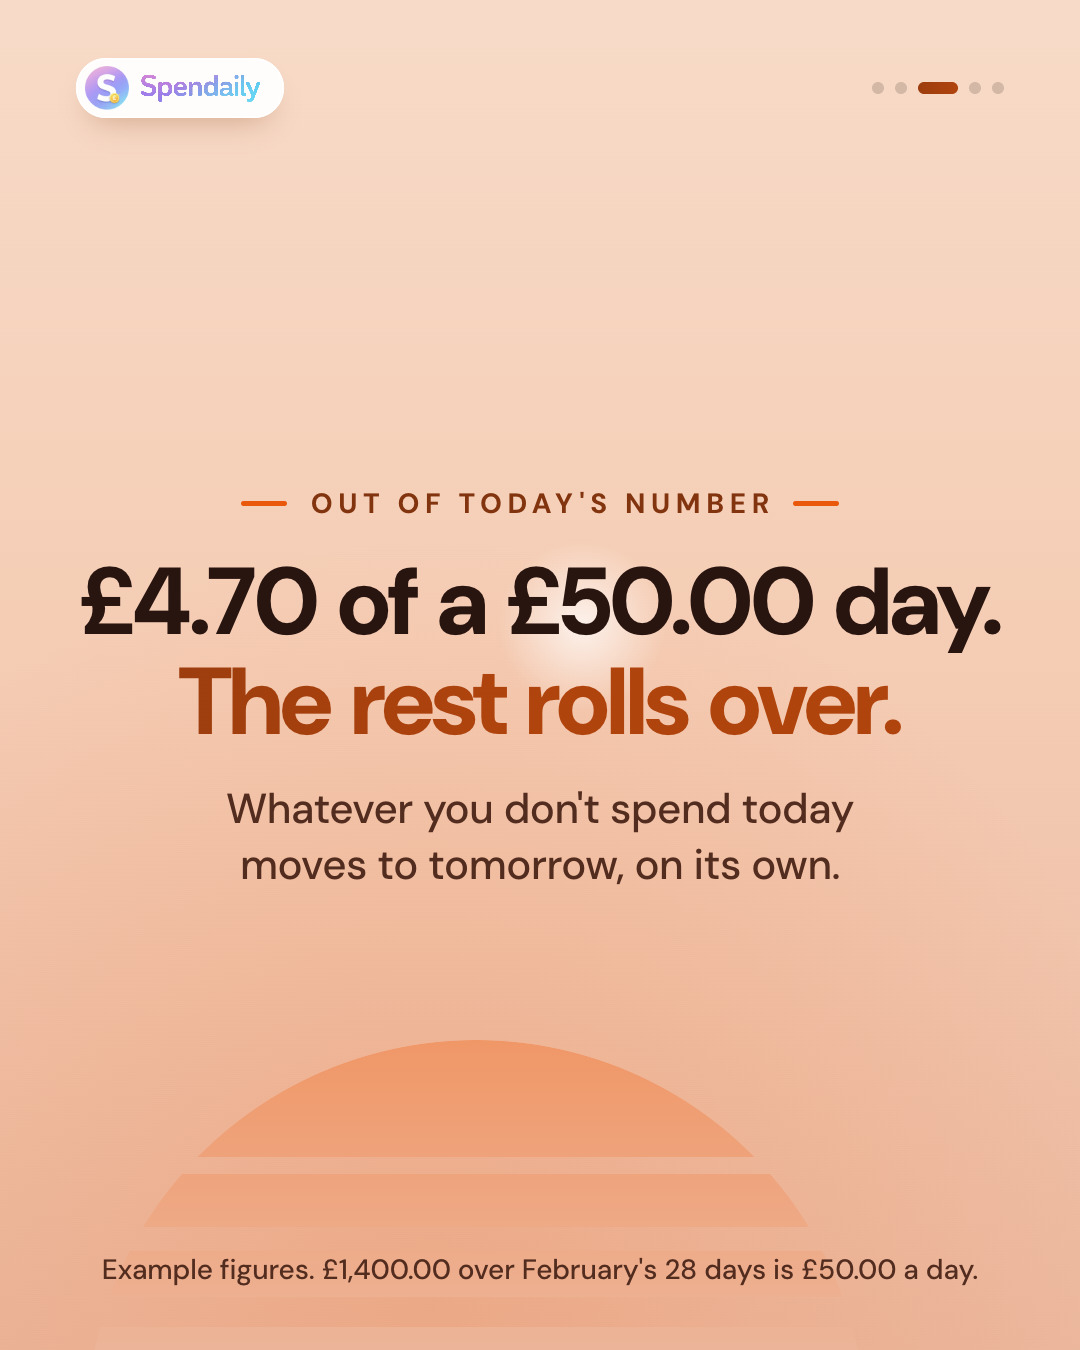 Spendaily
OUT OF TODAY'S NUMBER
£4.70 of a £50.00 day.
The rest rolls over.
Whatever you don't spend today
moves to tomorrow, on its own.
Example figures. £1,400.00 over February's 28 days is £50.00 a day.